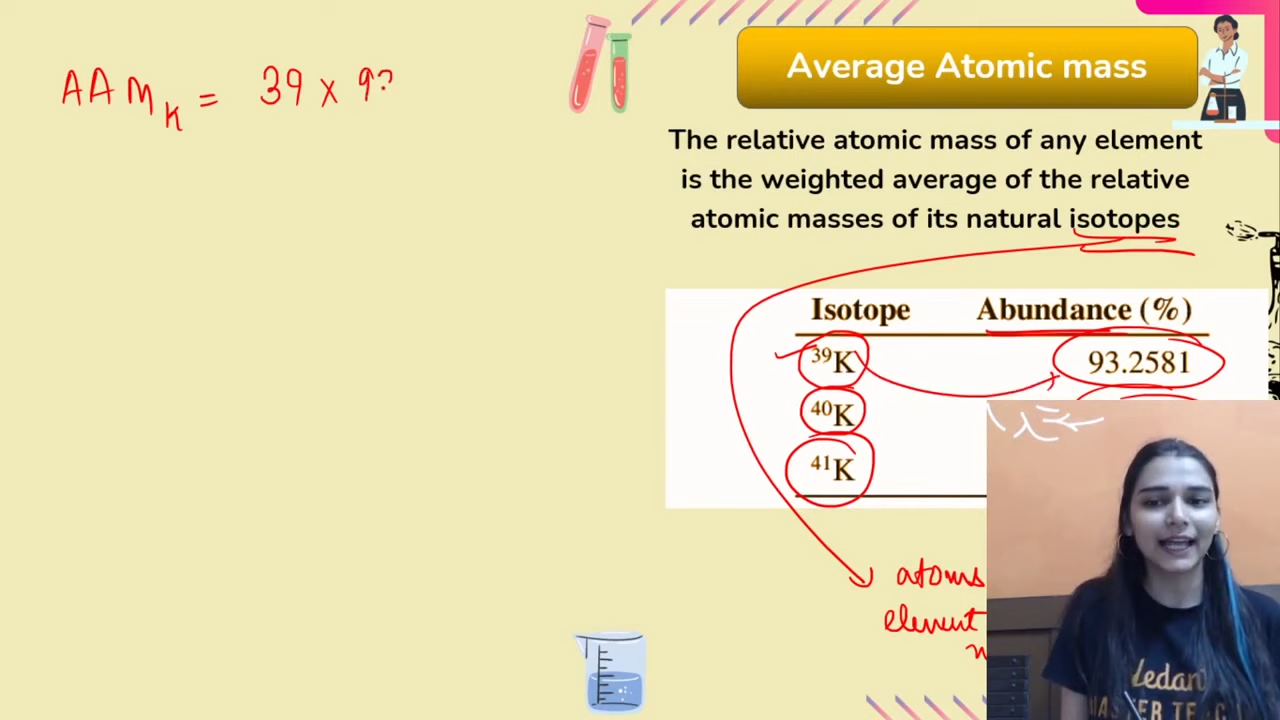 AAM K = 39 × 93
Average Atomic mass
The relative atomic mass of any element
is the weighted average of the relative
atomic masses of its natural isotopes
Isotope Abundance (%)
39K 93.2581
40K
41K
atoms
element